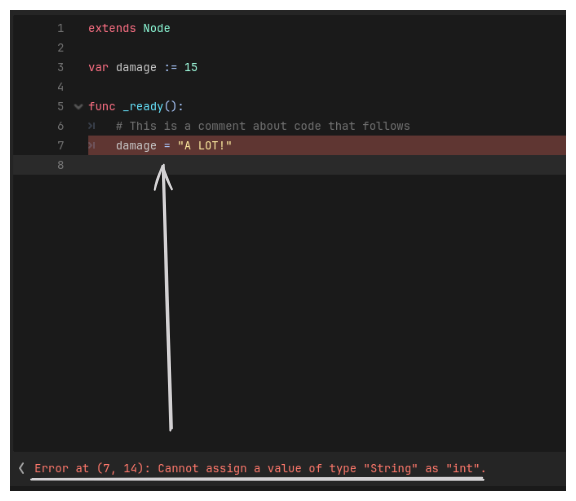 1 extends Node
2
3 var damage := 15
4
5 func _ready():
6 # This is a comment about code that follows
7 damage = "A LOT!"
8
Error at (7, 14): Cannot assign a value of type "String" as "int".